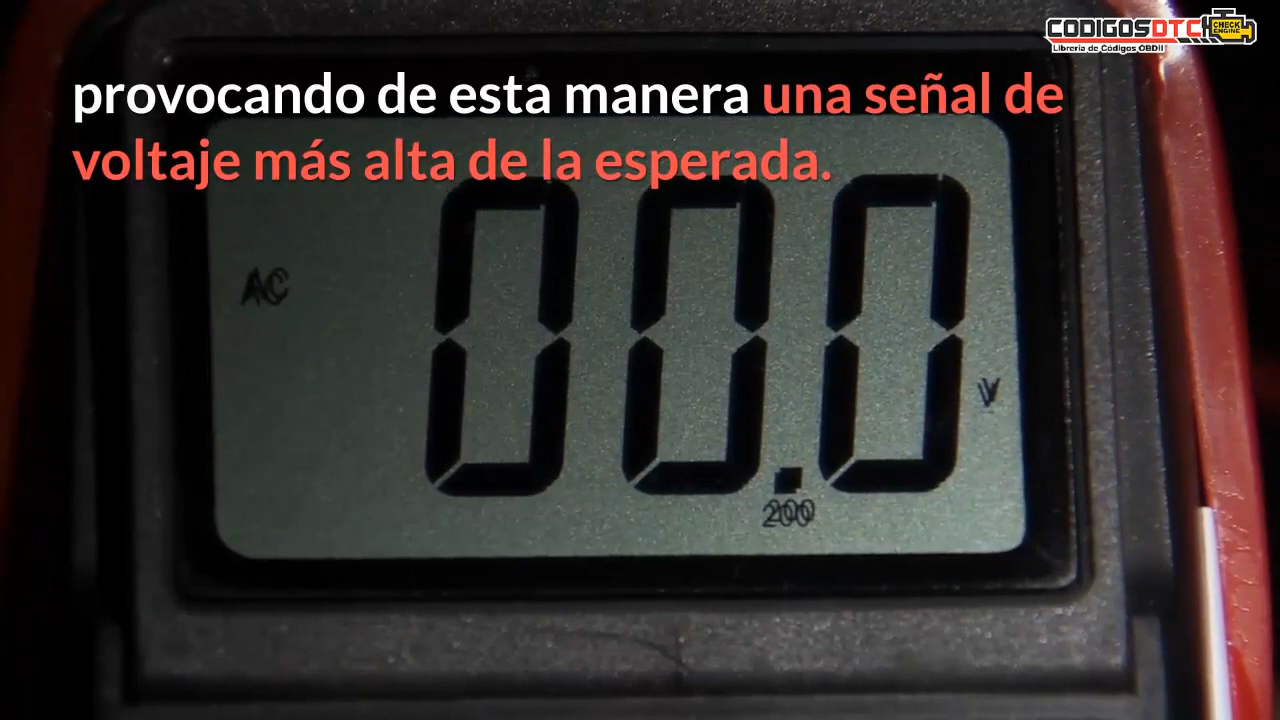 CODIGOSDTC
CHECK
ENGINE
Librería de Códigos OBDII
provocando de esta manera una señal de
voltaje más alta de la esperada.
AC
00.0
V
200